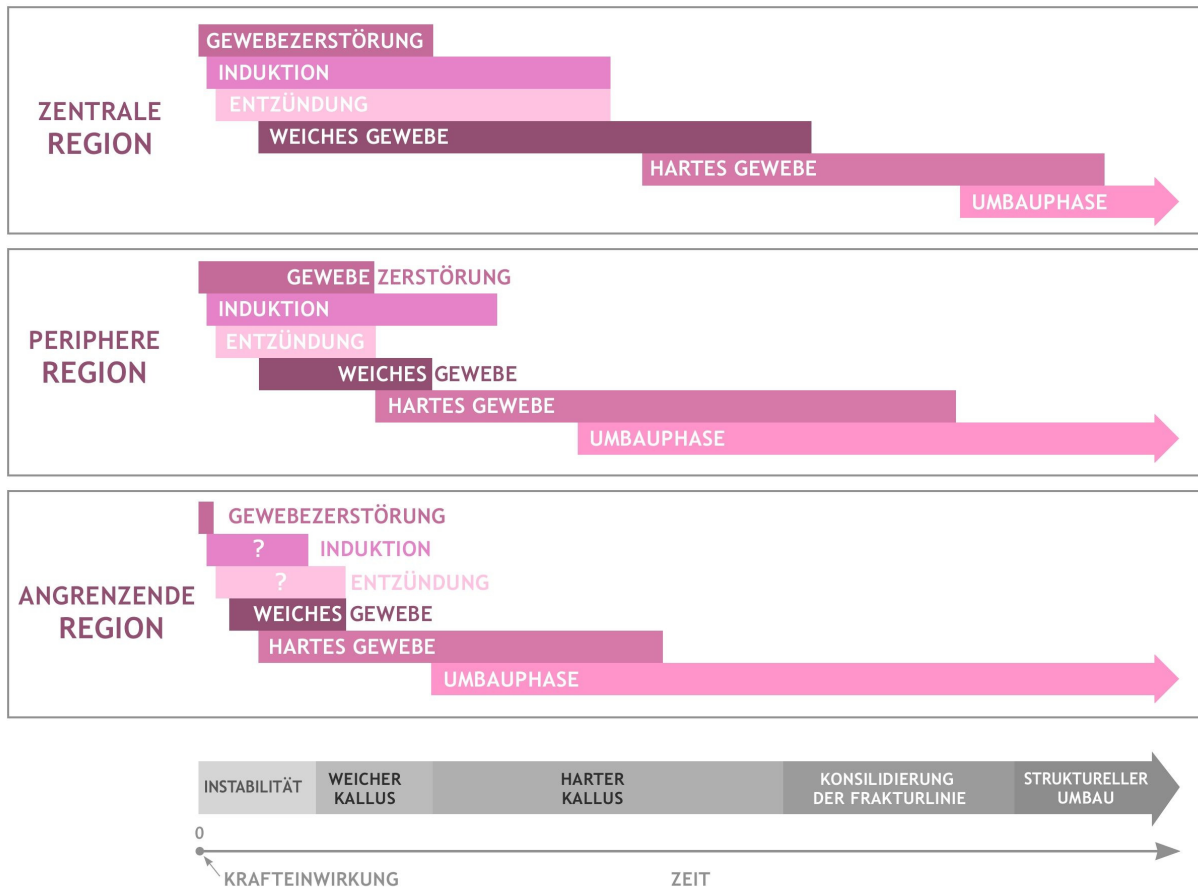 ZENTRALE
REGION
GEWEBEZERSTÖRUNG
INDUKTION
ENTZÜNDUNG
WEICHES GEWEBE
HARTES GEWEBE
UMBAUPHASE
PERIPHERE
REGION
GEWEBE ZERSTÖRUNG
INDUKTION
ENTZÜNDUNG
WEICHES GEWEBE
HARTES GEWEBE
UMBAUPHASE
ANGRENZENDE
REGION
GEWEBEZERSTÖRUNG
? INDUKTION
? ENTZÜNDUNG
WEICHES GEWEBE
HARTES GEWEBE
UMBAUPHASE
INSTABILITÄT
WEICHER
KALLUS
HARTER
KALLUS
KONSILIDIERUNG
DER FRAKTURLINIE
STRUKTURELLER
UMBAU
0
KRAFTEINWIRKUNG
ZEIT